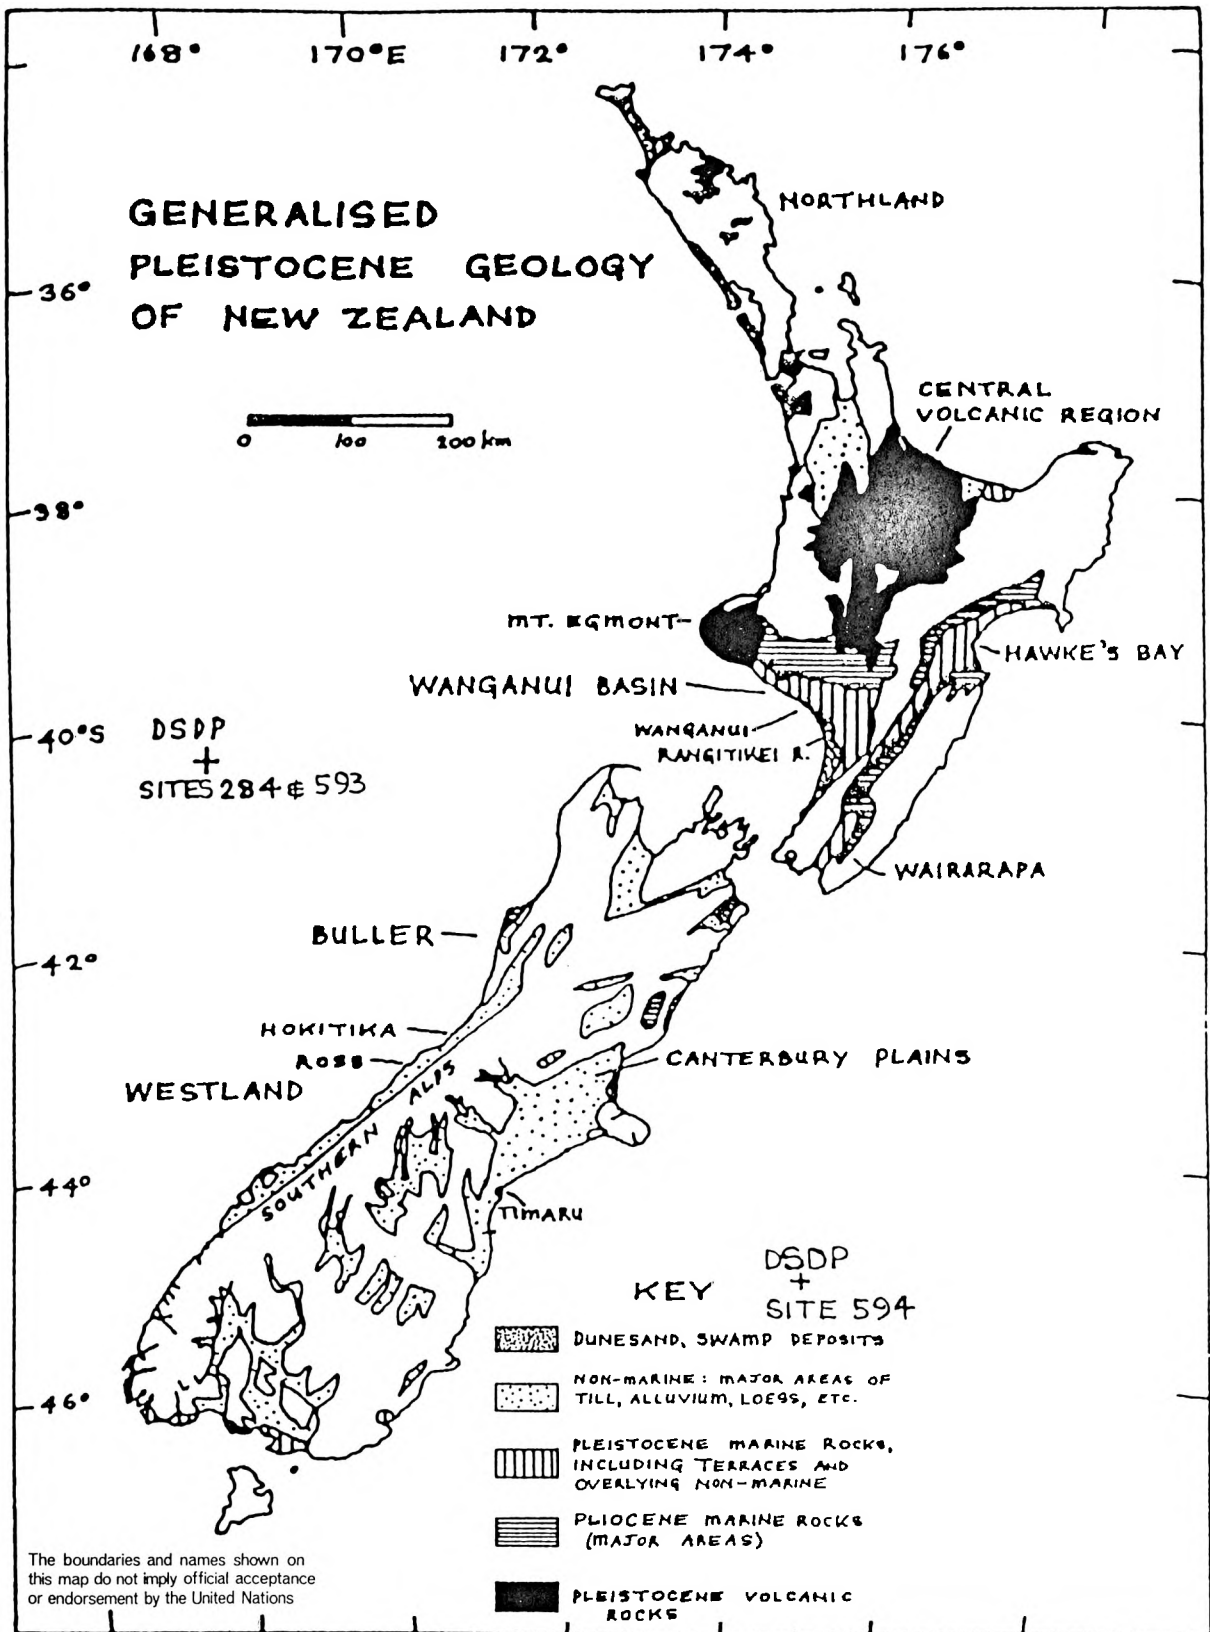 168° 170°E 172° 174° 176°
GENERALISED
PLEISTOCENE GEOLOGY
OF NEW ZEALAND
0 100 200 km
NORTHLAND
36°
CENTRAL
VOLCANIC REGION
38°
MT. EGMONT
HAWKE'S BAY
WANGANUI BASIN
WANGANUI
RANGITIKEI R.
40°S
DSDP
+
SITES 284 & 593
WAIRARAPA
BULLER
42°
HOKITIKA
ROSS
WESTLAND
CANTERBURY PLAINS
SOUTHERN ALPS
44°
TIMARU
DSDP
+
SITE 594
KEY
DUNESAND, SWAMP DEPOSITS
NON-MARINE: MAJOR AREAS OF
TILL, ALLUVIUM, LOESS, ETC.
46°
PLEISTOCENE MARINE ROCKS,
INCLUDING TERRACES AND
OVERLYING NON-MARINE
PLIOCENE MARINE ROCKS
(MAJOR AREAS)
PLEISTOCENE VOLCANIC
ROCKS
The boundaries and names shown on
this map do not imply official acceptance
or endorsement by the United Nations